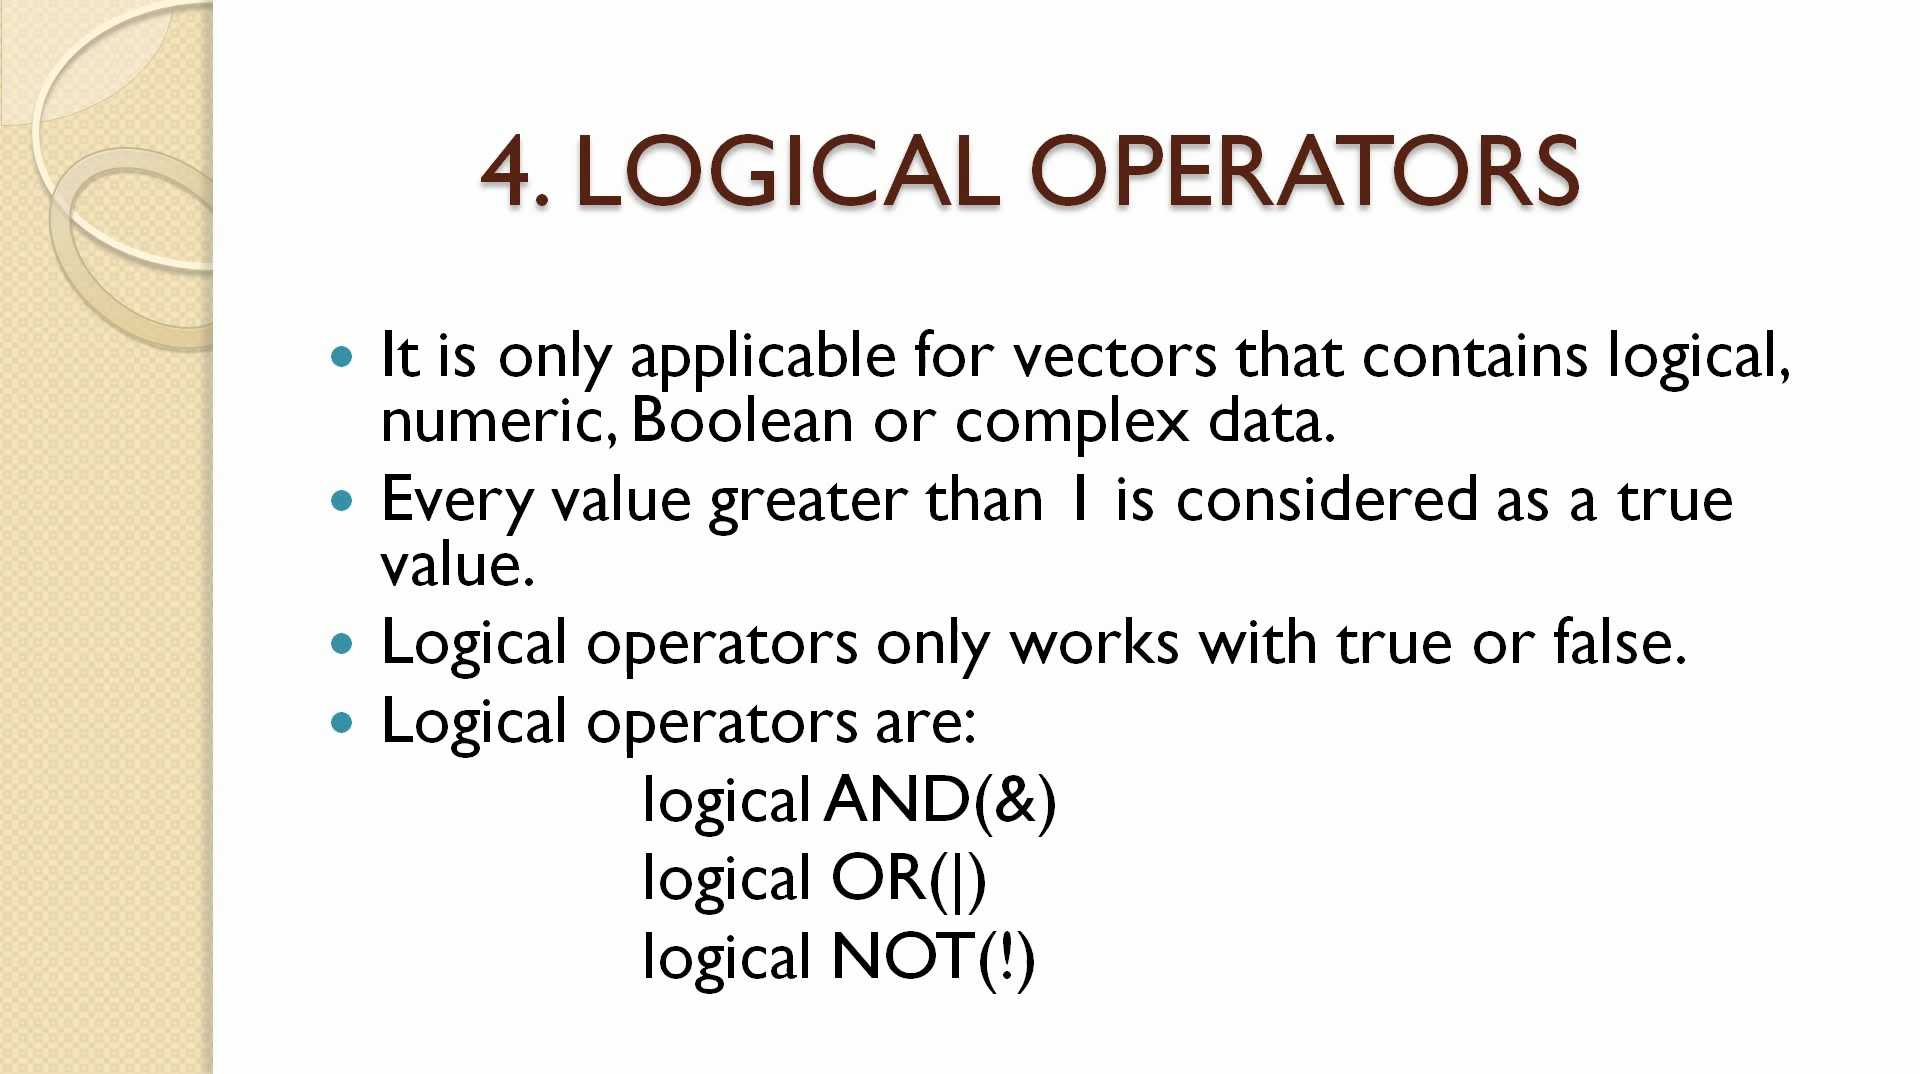 4. LOGICAL OPERATORS
• It is only applicable for vectors that contains logical,
numeric, Boolean or complex data.
• Every value greater than 1 is considered as a true
value.
• Logical operators only works with true or false.
• Logical operators are:
logical AND(&)
logical OR(|)
logical NOT(!)